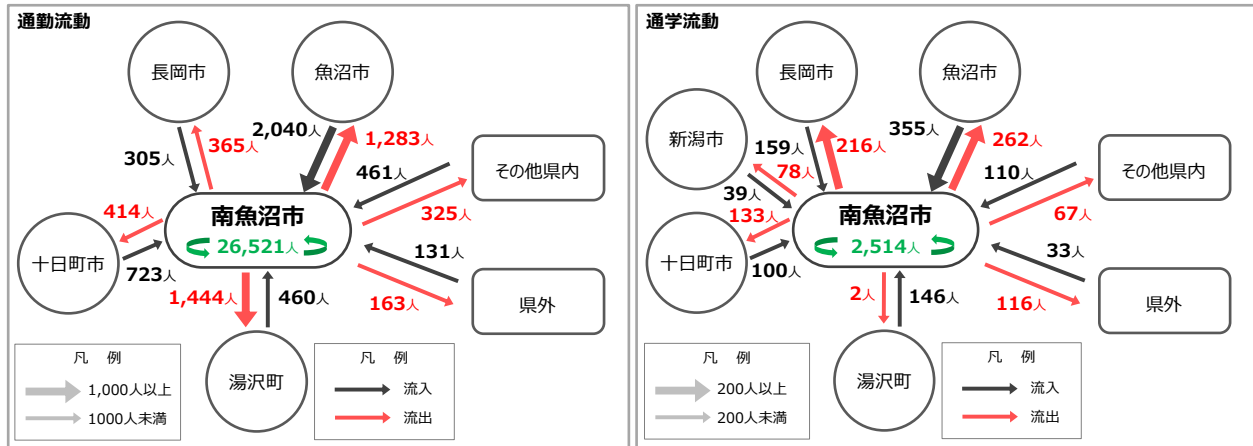 通勤流動
長岡市
魚沼市
2,040人
1,283人
305人
365人
461人
その他県内
325人
南魚沼市
26,521人
414人
十日町市
723人
131人
163人
県外
1,444人
460人
湯沢町
凡 例
1,000人以上
1000人未満
凡 例
流入
流出
通学流動
長岡市
魚沼市
新潟市
159人
216人
355人
262人
78人
39人
110人
その他県内
67人
南魚沼市
2,514人
133人
十日町市
100人
33人
116人
県外
2人
146人
湯沢町
凡 例
200人以上
200人未満
凡 例
流入
流出